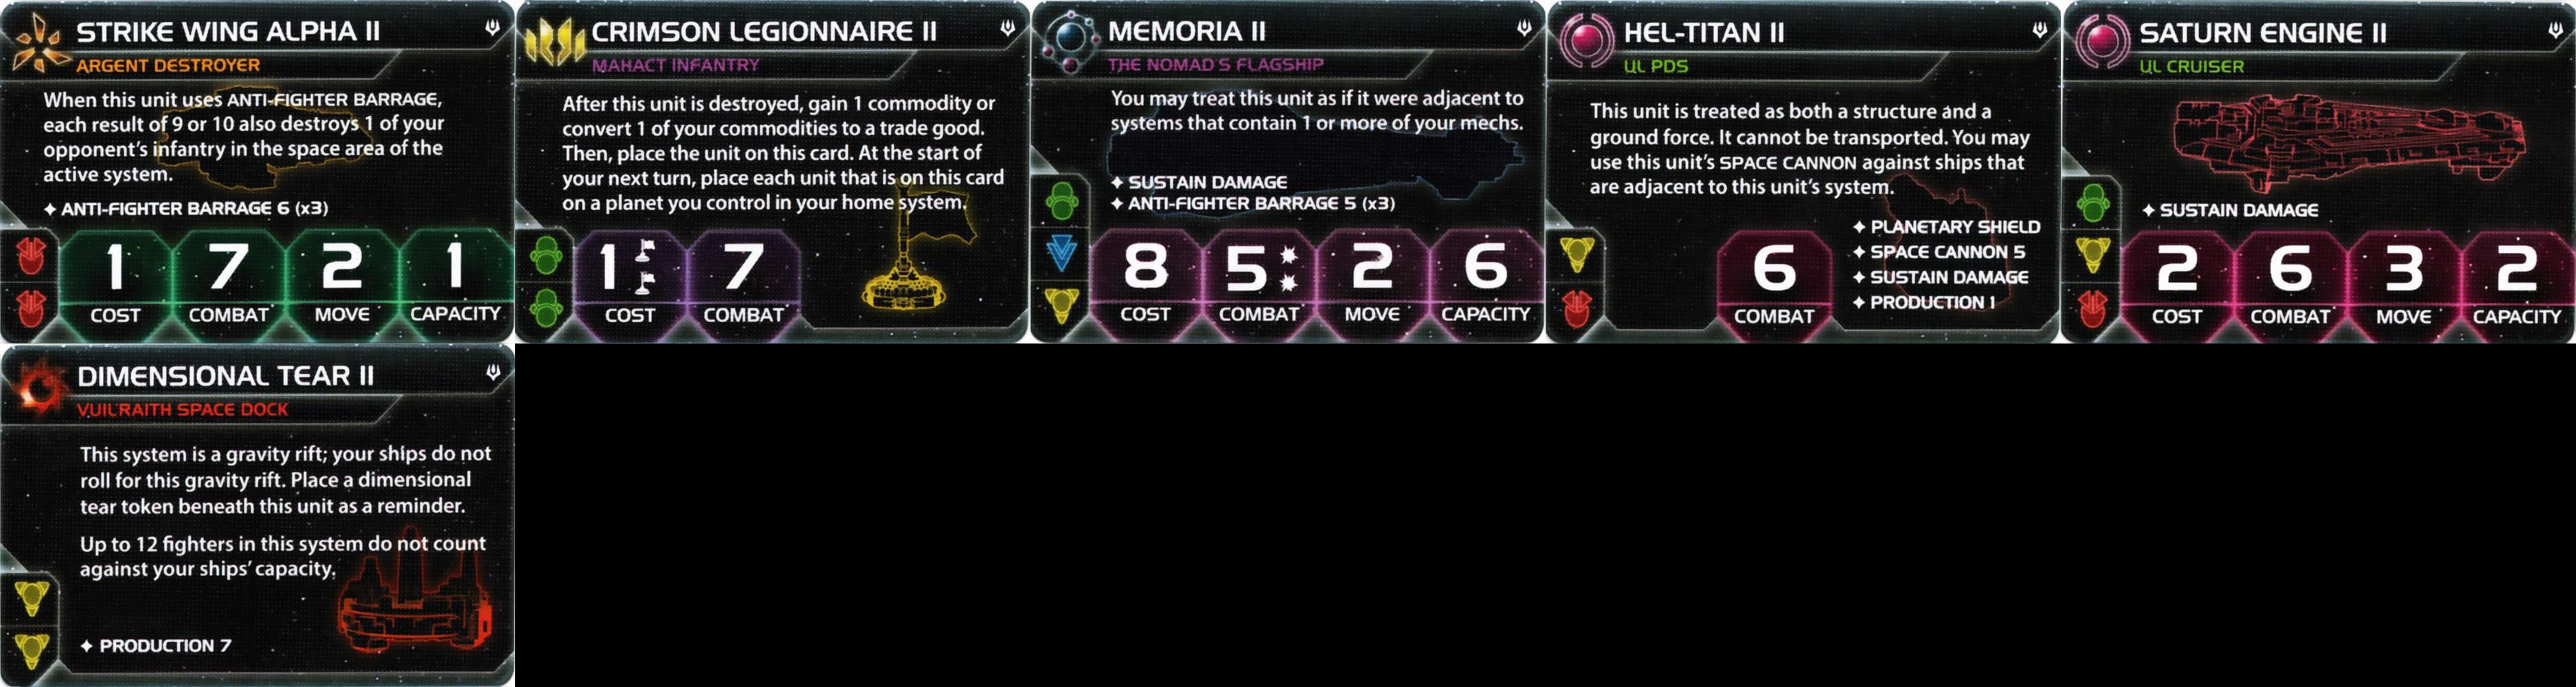 STRIKE WING ALPHA II
ARGENT DESTROYER
When this unit uses ANTI-FIGHTER BARRAGE,
each result of 9 or 10 also destroys 1 of your
opponent's infantry in the space area of the
active system.
✦ ANTI-FIGHTER BARRAGE 6 (x3)
1 7 2 1
COST COMBAT MOVE CAPACITY
CRIMSON LEGIONNAIRE II
MAHACT INFANTRY
After this unit is destroyed, gain 1 commodity or
convert 1 of your commodities to a trade good.
Then, place the unit on this card. At the start of
your next turn, place each unit that is on this card
on a planet you control in your home system.
1 7
COST COMBAT
MEMORIA II
THE NOMAD'S FLAGSHIP
You may treat this unit as if it were adjacent to
systems that contain 1 or more of your mechs.
✦ SUSTAIN DAMAGE
✦ ANTI-FIGHTER BARRAGE 5 (x3)
8 5 2 6
COST COMBAT MOVE CAPACITY
HEL-TITAN II
UL PDS
This unit is treated as both a structure and a
ground force. It cannot be transported. You may
use this unit's SPACE CANNON against ships that
are adjacent to this unit's system.
✦ PLANETARY SHIELD
✦ SPACE CANNON 5
✦ SUSTAIN DAMAGE
✦ PRODUCTION 1
6
COMBAT
SATURN ENGINE II
UL CRUISER
✦ SUSTAIN DAMAGE
2 6 3 2
COST COMBAT MOVE CAPACITY
DIMENSIONAL TEAR II
VUIL'RAITH SPACE DOCK
This system is a gravity rift; your ships do not
roll for this gravity rift. Place a dimensional
tear token beneath this unit as a reminder.
Up to 12 fighters in this system do not count
against your ships' capacity.
✦ PRODUCTION 7